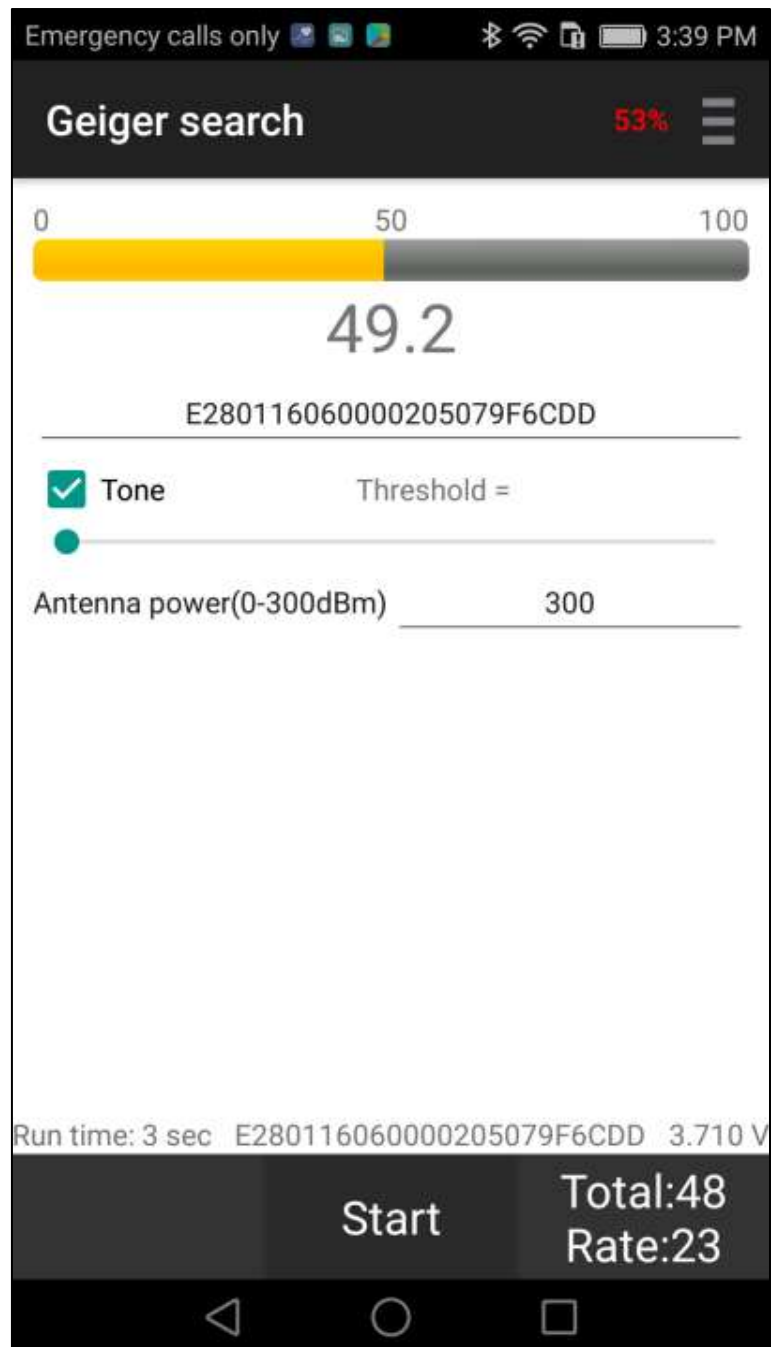 Emergency calls only 3:39 PM
Geiger search 53%
0 50 100
49.2
E280116060000205079F6CDD
Tone Threshold =
Antenna power(0-300dBm) 300
Run time: 3 sec E280116060000205079F6CDD 3.710 V
Start
Total:48
Rate:23